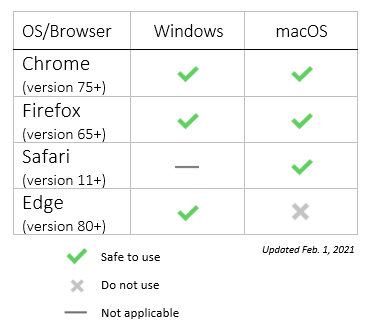 OS/Browser Windows macOS
Chrome
(version 75+)
Firefox
(version 65+)
Safari
(version 11+)
Edge
(version 80+)
Updated Feb. 1, 2021
Safe to use
Do not use
Not applicable